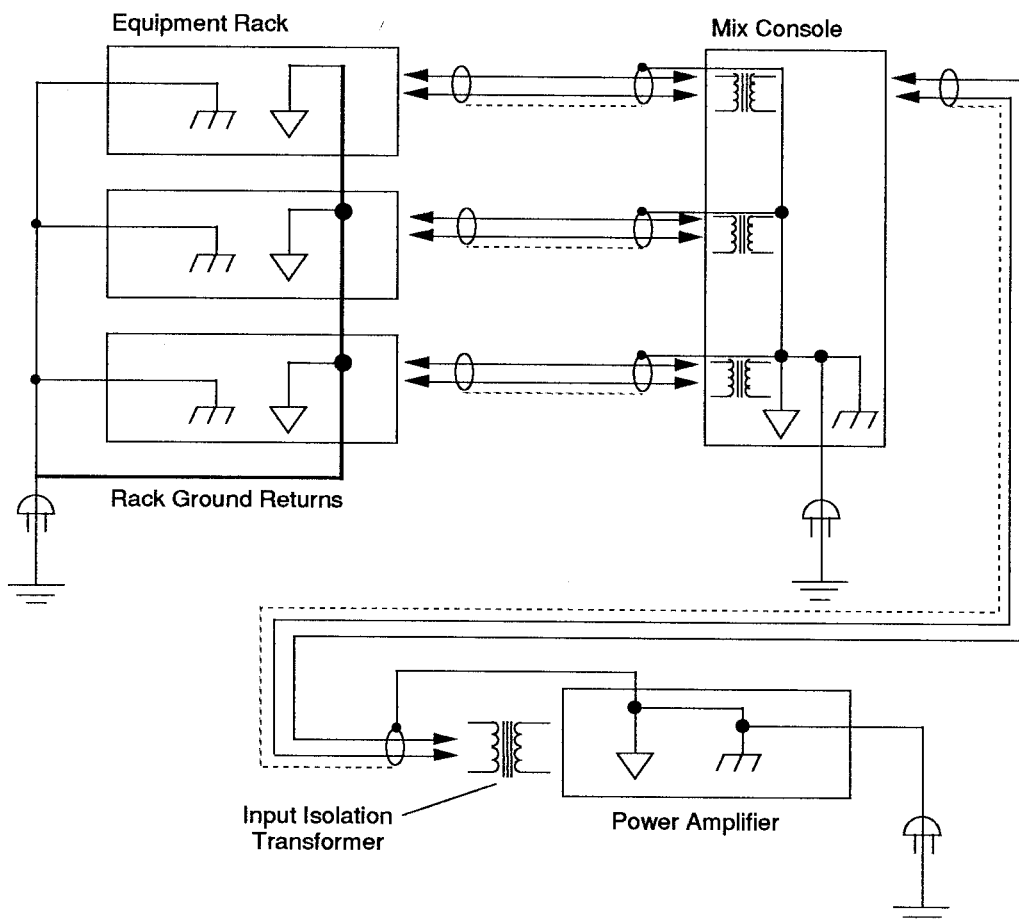 Equipment Rack
Mix Console
Rack Ground Returns
Input Isolation
Transformer
Power Amplifier